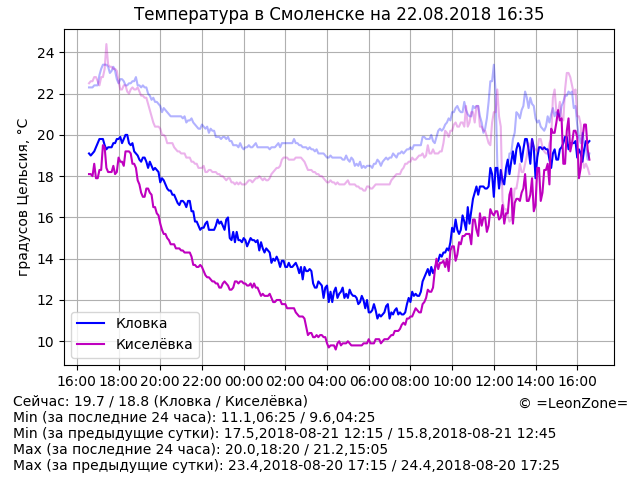 Температура в Смоленске на 22.08.2018 16:35
градусов Цельсия, °C
24
22
20
18
16
14
12
10
Кловка
Киселёвка
16:00 18:00 20:00 22:00 00:00 02:00 04:00 06:00 08:00 10:00 12:00 14:00 16:00
Сейчас: 19.7 / 18.8 (Кловка / Киселёвка)
© =LeonZone=
Min (за последние 24 часа): 11.1,06:25 / 9.6,04:25
Min (за предыдущие сутки): 17.5,2018-08-21 12:15 / 15.8,2018-08-21 12:45
Max (за последние 24 часа): 20.0,18:20 / 21.2,15:05
Max (за предыдущие сутки): 23.4,2018-08-20 17:15 / 24.4,2018-08-20 17:25